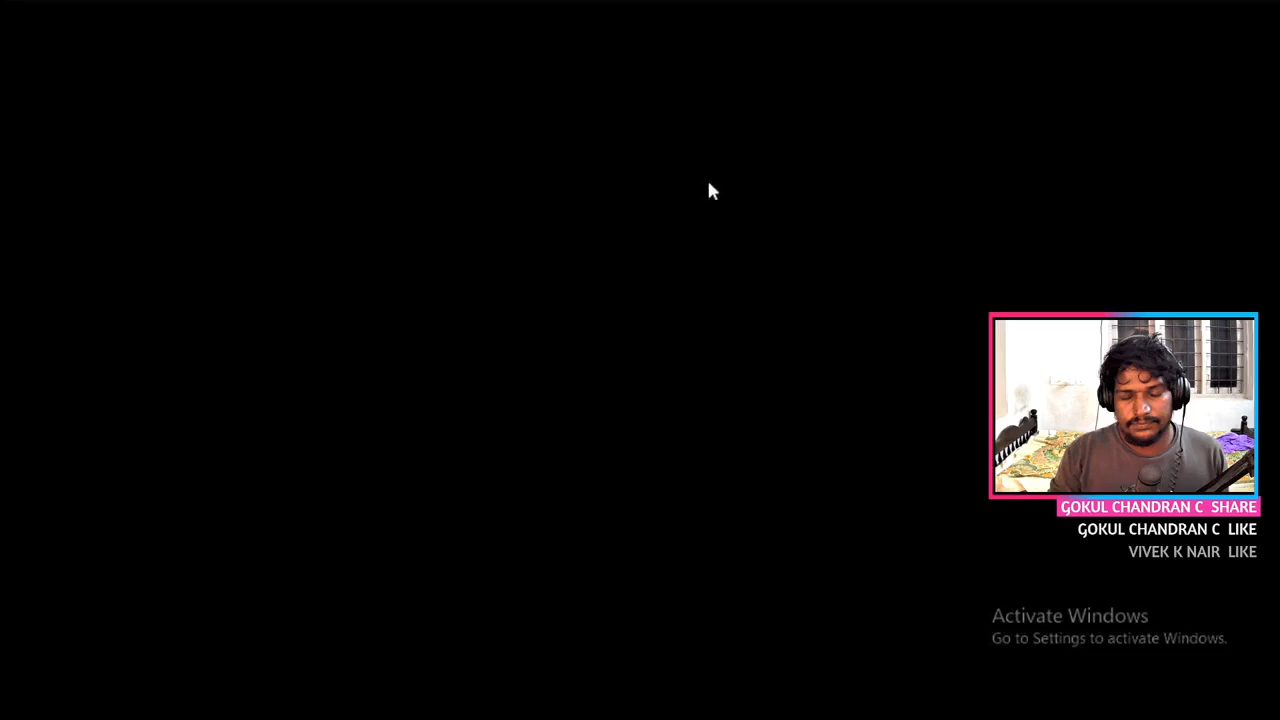 GOKUL CHANDRAN C SHARE
GOKUL CHANDRAN C LIKE
VIVEK K NAIR LIKE
Activate Windows
Go to Settings to activate Windows.